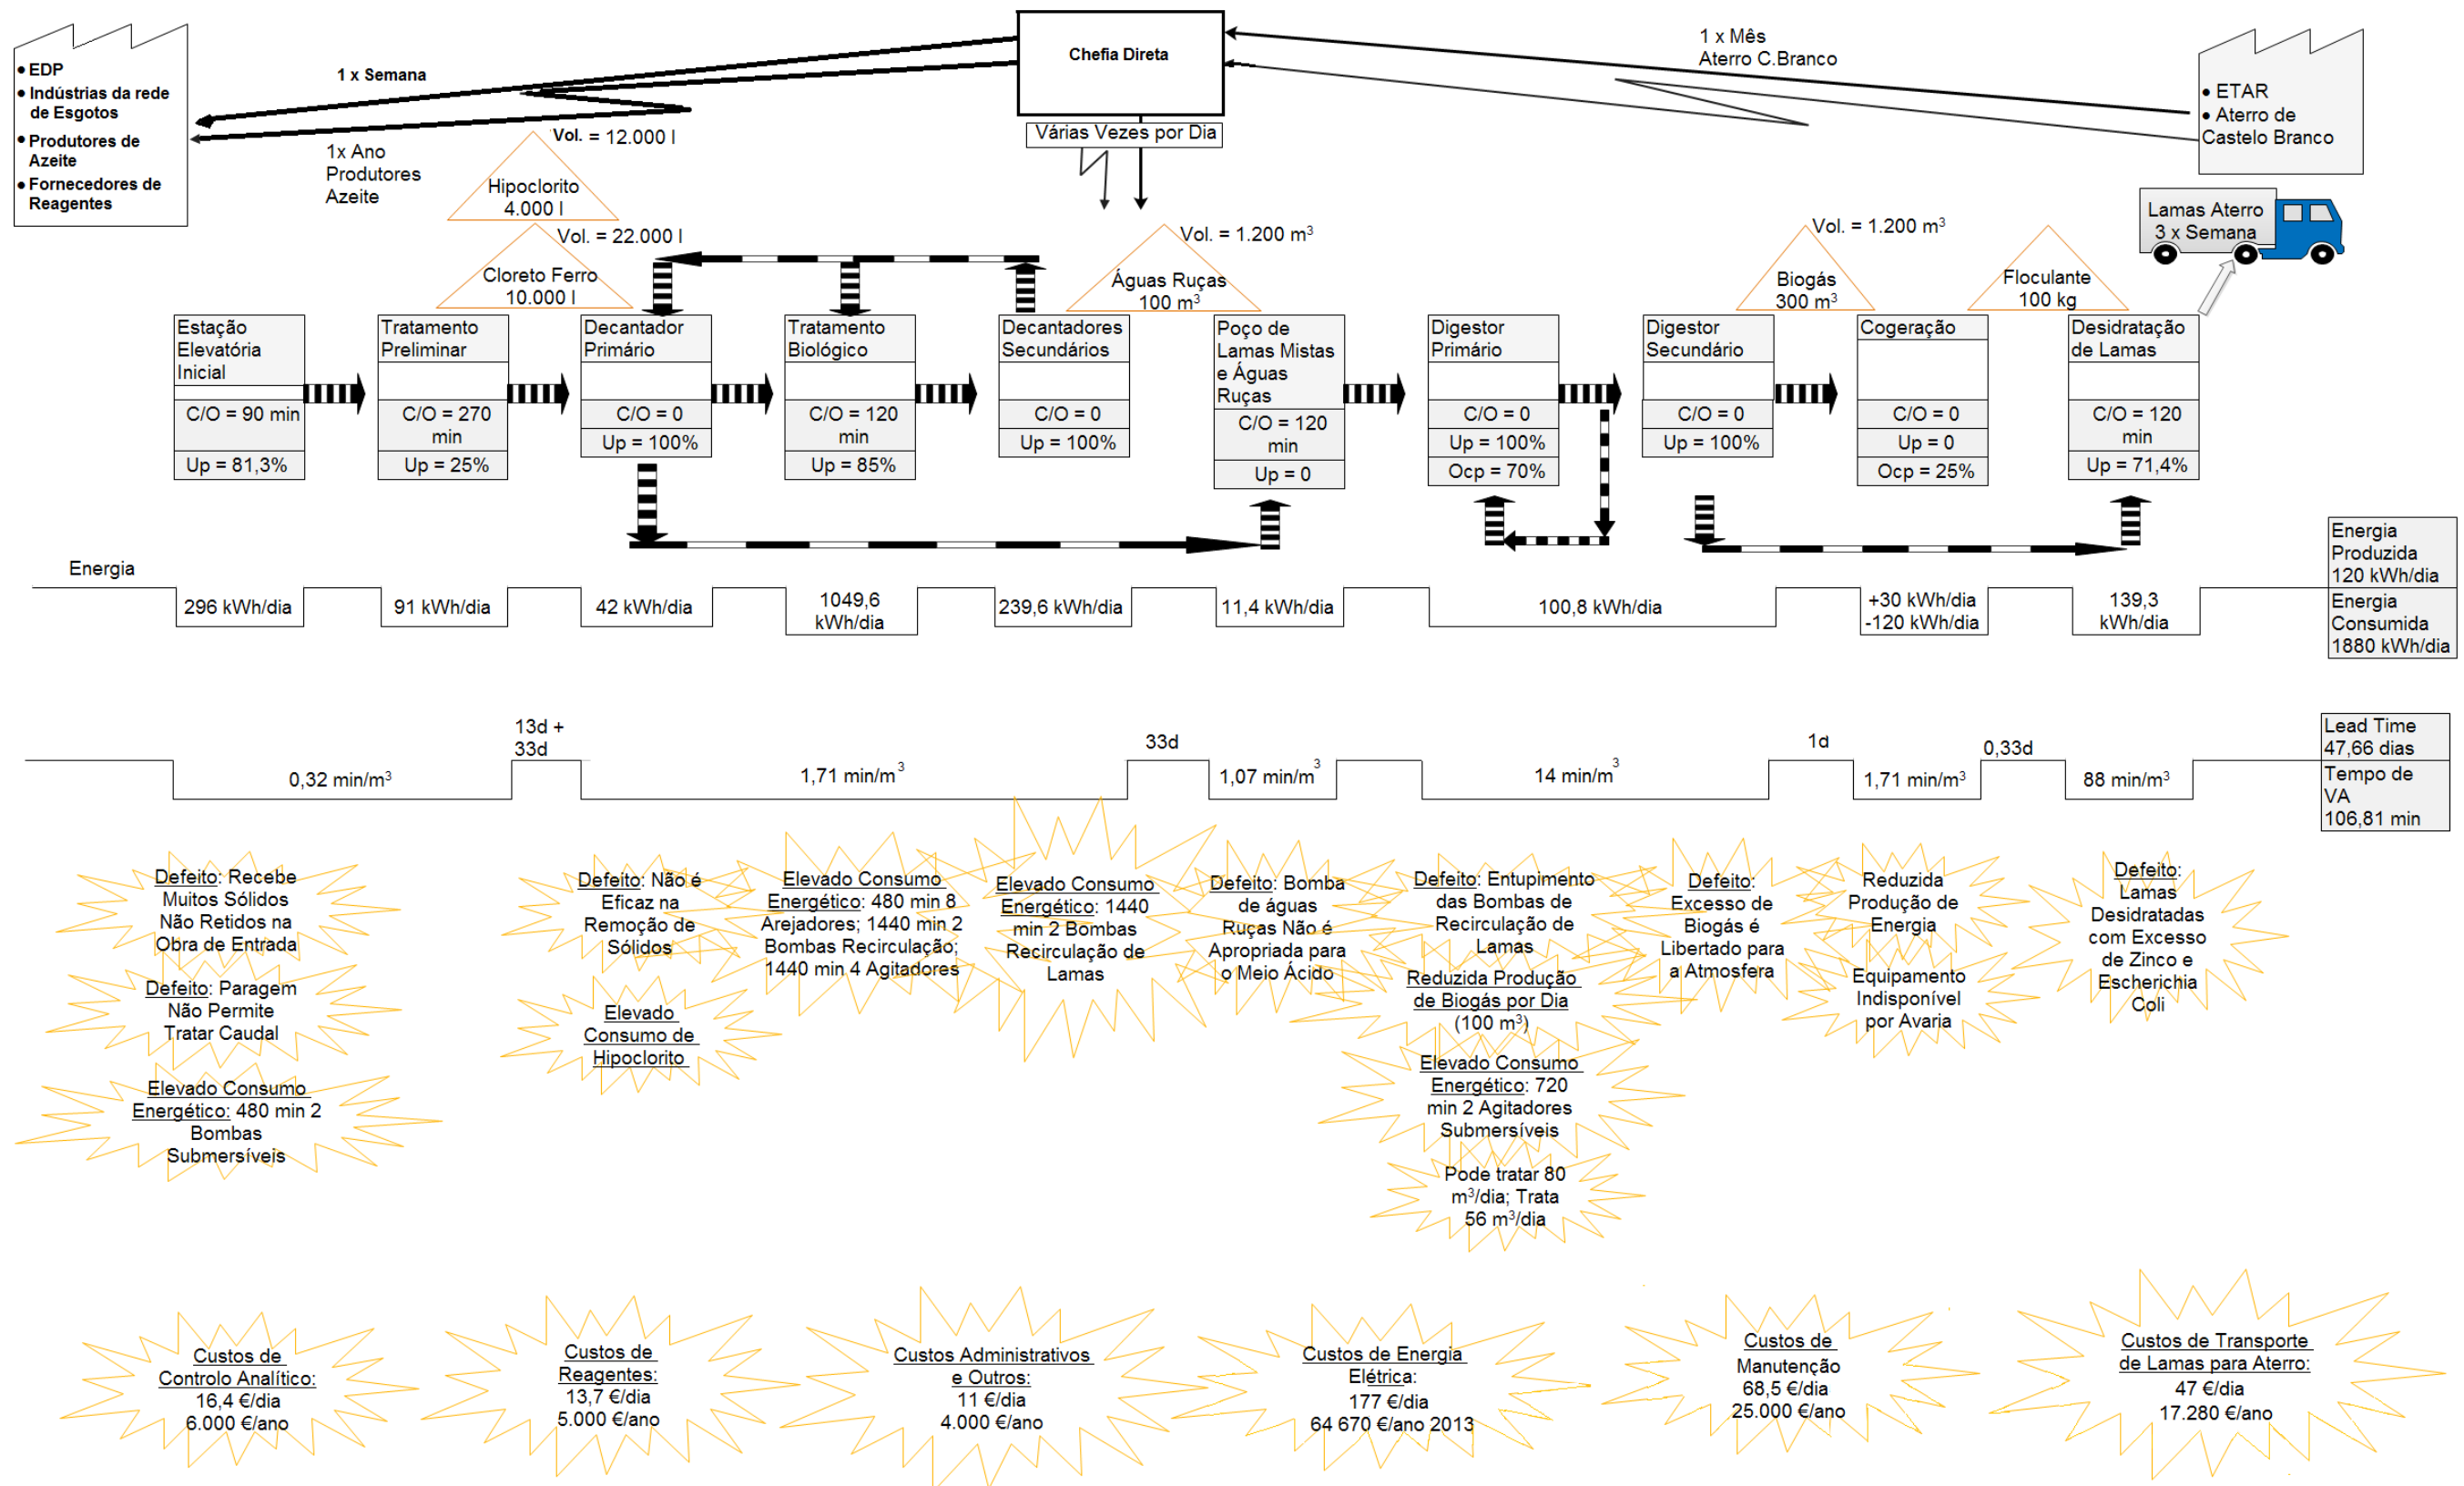 • EDP
• Indústrias da rede
de Esgotos
• Produtores de
Azeite
• Fornecedores de
Reagentes
1 x Semana
1x Ano
Produtores
Azeite
Chefia Direta
Várias Vezes por Dia
1 x Mês
Aterro C.Branco
• ETAR
• Aterro de
Castelo Branco
Lamas Aterro
3 x Semana
Vol. = 12.000 l
Hipoclorito
4.000 l
Vol. = 22.000 l
Cloreto Ferro
10.000 l
Vol. = 1.200 m³
Águas Ruças
100 m³
Vol. = 1.200 m³
Biogás
300 m³
Floculante
100 kg
Estação
Elevatória
Inicial
C/O = 90 min
Up = 81,3%
Tratamento
Preliminar
C/O = 270
min
Up = 25%
Decantador
Primário
C/O = 0
Up = 100%
Tratamento
Biológico
C/O = 120
min
Up = 85%
Decantadores
Secundários
C/O = 0
Up = 100%
Poço de
Lamas Mistas
e Águas
Ruças
C/O = 120
min
Up = 0
Digestor
Primário
C/O = 0
Up = 100%
Ocp = 70%
Digestor
Secundário
C/O = 0
Up = 100%
Cogeração
C/O = 0
Up = 0
Ocp = 25%
Desidratação
de Lamas
C/O = 120
min
Up = 71,4%
Energia
296 kWh/dia
91 kWh/dia
42 kWh/dia
1049,6
kWh/dia
239,6 kWh/dia
11,4 kWh/dia
100,8 kWh/dia
+30 kWh/dia
-120 kWh/dia
139,3
kWh/dia
Energia
Produzida
120 kWh/dia
Energia
Consumida
1880 kWh/dia
0,32 min/m³
13d +
33d
1,71 min/m³
33d
1,07 min/m³
14 min/m³
1d
1,71 min/m³
0,33d
88 min/m³
Lead Time
47,66 dias
Tempo de
VA
106,81 min
Defeito: Recebe
Muitos Sólidos
Não Retidos na
Obra de Entrada
Defeito: Paragem
Não Permite
Tratar Caudal
Elevado Consumo
Energético: 480 min 2
Bombas
Submersíveis
Defeito: Não é
Eficaz na
Remoção de
Sólidos
Elevado
Consumo de
Hipoclorito
Elevado Consumo
Energético: 480 min 8
Arejadores; 1440 min 2
Bombas Recirculação;
1440 min 4 Agitadores
Elevado Consumo
Energético: 1440
min 2 Bombas
Recirculação de
Lamas
Defeito: Bomba
de águas
Ruças Não é
Apropriada para
o Meio Ácido
Defeito: Entupimento
das Bombas de
Recirculação de
Lamas
Reduzida Produção
de Biogás por Dia
(100 m³)
Elevado Consumo
Energético: 720
min 2 Agitadores
Submersíveis
Pode tratar 80
m³/dia; Trata
56 m³/dia
Defeito:
Excesso de
Biogás é
Libertado para
a Atmosfera
Reduzida
Produção de
Energia
Equipamento
Indisponível
por Avaria
Defeito:
Lamas
Desidratadas
com Excesso
de Zinco e
Escherichia
Coli
Custos de
Controlo Analítico:
16,4 €/dia
6.000 €/ano
Custos de
Reagentes:
13,7 €/dia
5.000 €/ano
Custos Administrativos
e Outros:
11 €/dia
4.000 €/ano
Custos de Energia
Elétrica:
177 €/dia
64 670 €/ano 2013
Custos de
Manutenção
68,5 €/dia
25.000 €/ano
Custos de Transporte
de Lamas para Aterro:
47 €/dia
17.280 €/ano